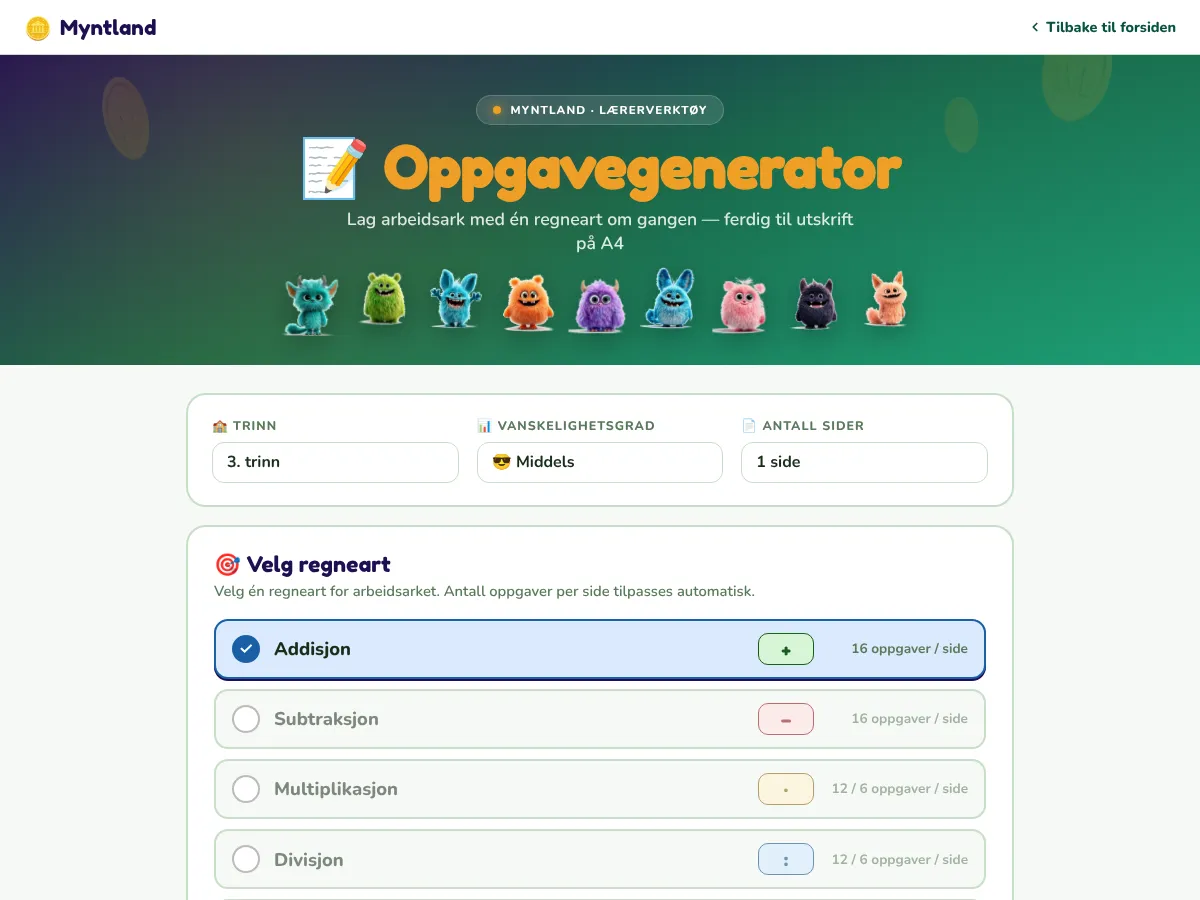 Myntland
Tilbake til forsiden
MYNTLAND · LÆRERVERKTØY
Oppgavegenerator
Lag arbeidsark med én regneart om gangen — ferdig til utskrift
på A4
TRINN
VANSKELIGHETSGRAD
ANTALL SIDER
3. trinn
Middels
1 side
Velg regneart
Velg én regneart for arbeidsarket. Antall oppgaver per side tilpasses automatisk.
Addisjon + 16 oppgaver / side
Subtraksjon − 16 oppgaver / side
Multiplikasjon · 12 / 6 oppgaver / side
Divisjon : 12 / 6 oppgaver / side